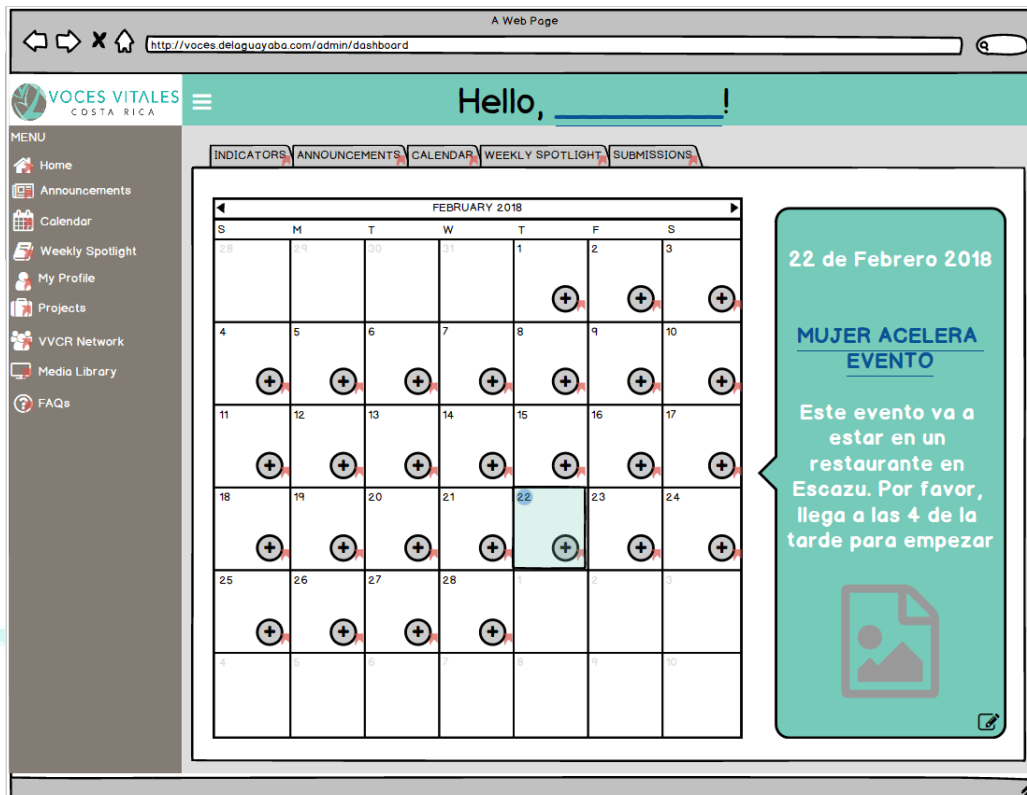 A Web Page
http://voces.delaguayaba.com/admin/dashboard
VOCES VITALES
COSTA RICA
Hello, __________!
MENU
Home
Announcements
Calendar
Weekly Spotlight
My Profile
Projects
VVCR Network
Media Library
FAQs
INDICATORS ANNOUNCEMENTS CALENDAR WEEKLY SPOTLIGHT SUBMISSIONS
FEBRUARY 2018
S M T W T F S
28 29 30 31 1 2 3
4 5 6 7 8 9 10
11 12 13 14 15 16 17
18 19 20 21 22 23 24
25 26 27 28 1 2 3
4 5 6 7 8 9 10
22 de Febrero 2018
MUJER ACELERA
EVENTO
Este evento va a
estar en un
restaurante en
Escazu. Por favor,
llega a las 4 de la
tarde para empezar